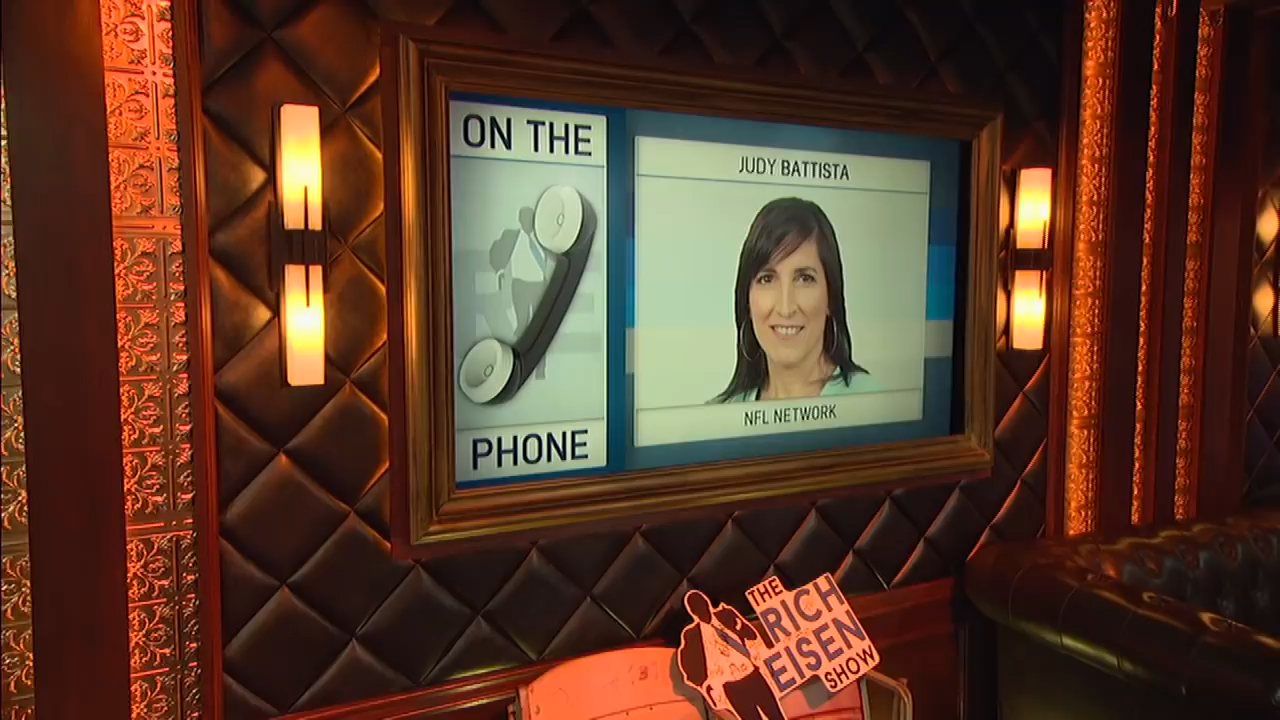 ON THE
PHONE
JUDY BATTISTA
NFL NETWORK
THE
RICH
EISEN
SHOW